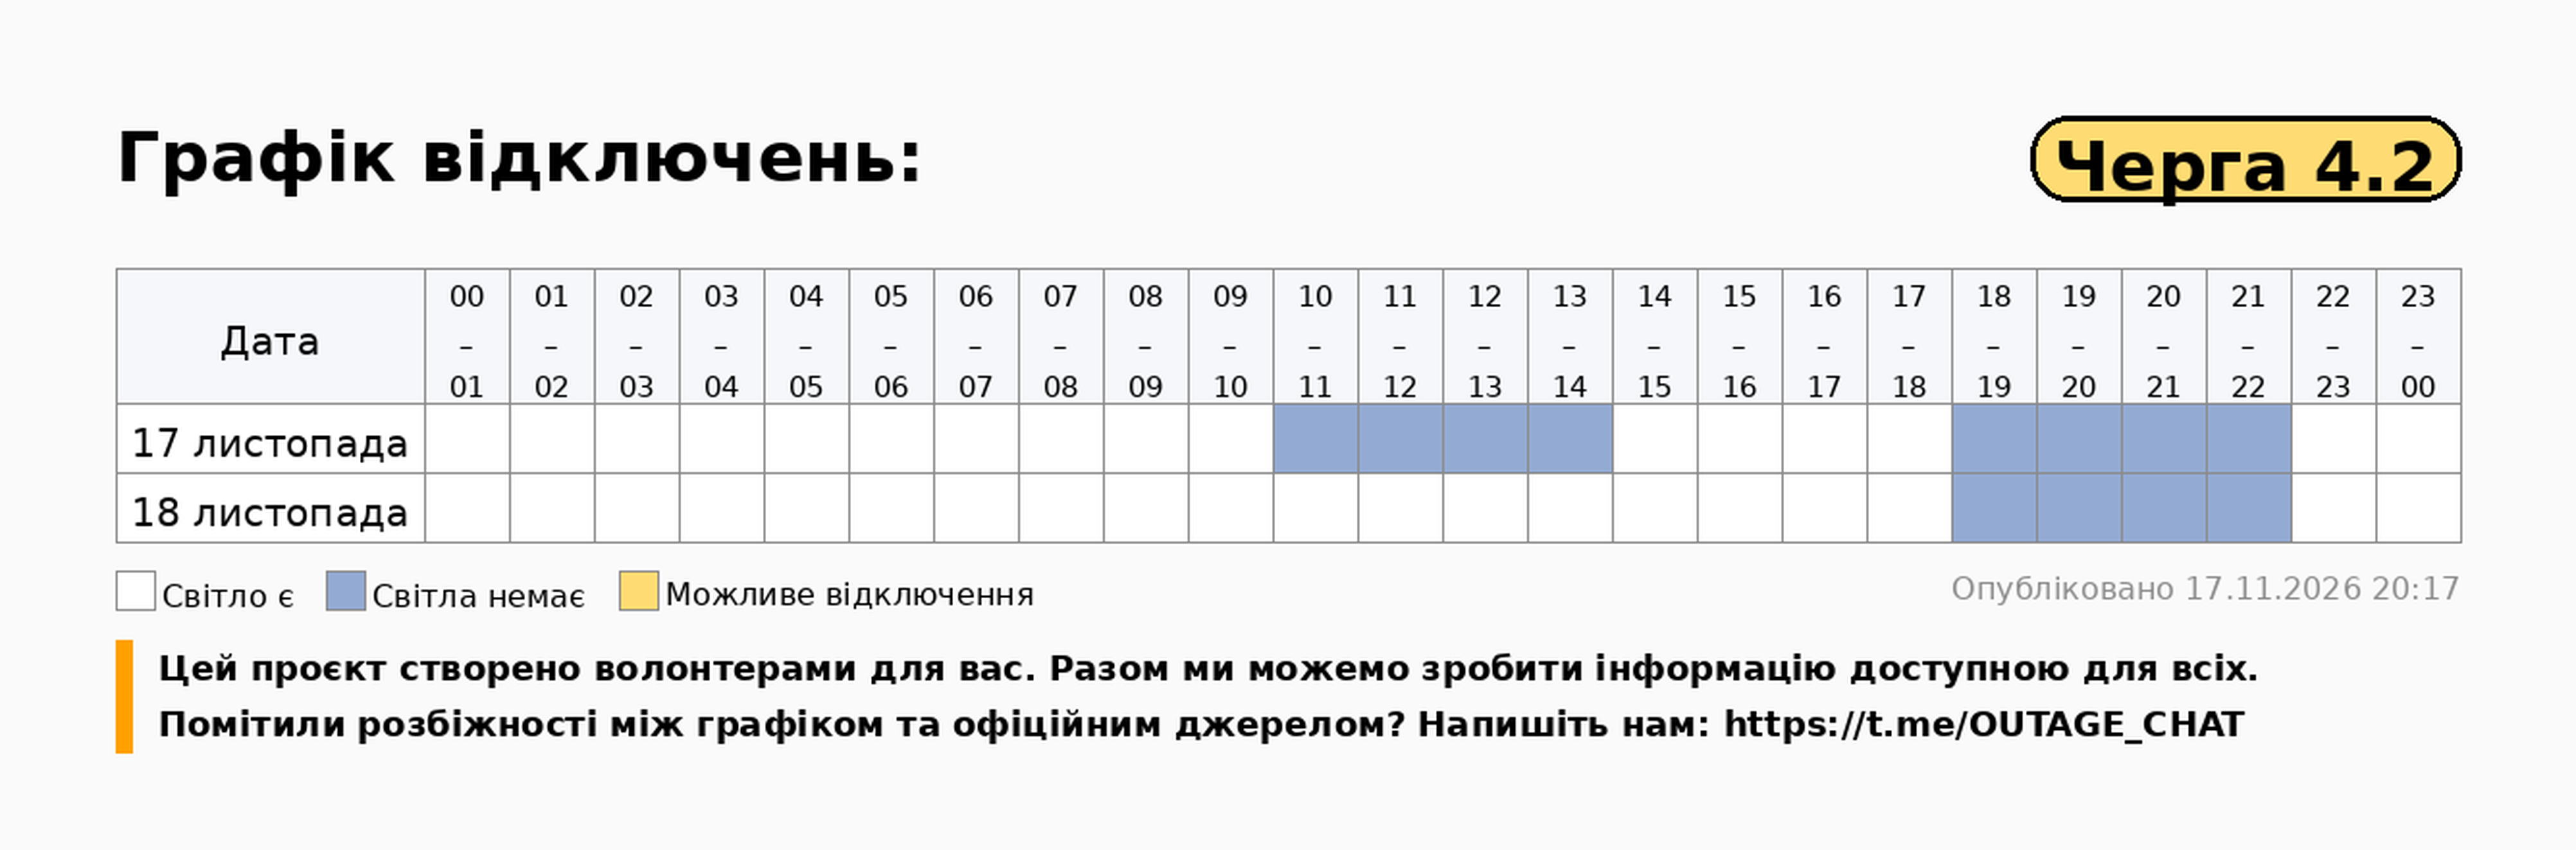 Графік відключень:
Черга 4.2
Дата 00 – 01 01 – 02 02 – 03 03 – 04 04 – 05 05 – 06 06 – 07 07 – 08 08 – 09 09 – 10 10 – 11 11 – 12 12 – 13 13 – 14 14 – 15 15 – 16 16 – 17 17 – 18 18 – 19 19 – 20 20 – 21 21 – 22 22 – 23 23 – 00
17 листопада
18 листопада
Світло є Світла немає Можливе відключення
Опубліковано 17.11.2026 20:17
Цей проєкт створено волонтерами для вас. Разом ми можемо зробити інформацію доступною для всіх.
Помітили розбіжності між графіком та офіційним джерелом? Напишіть нам: https://t.me/OUTAGE_CHAT